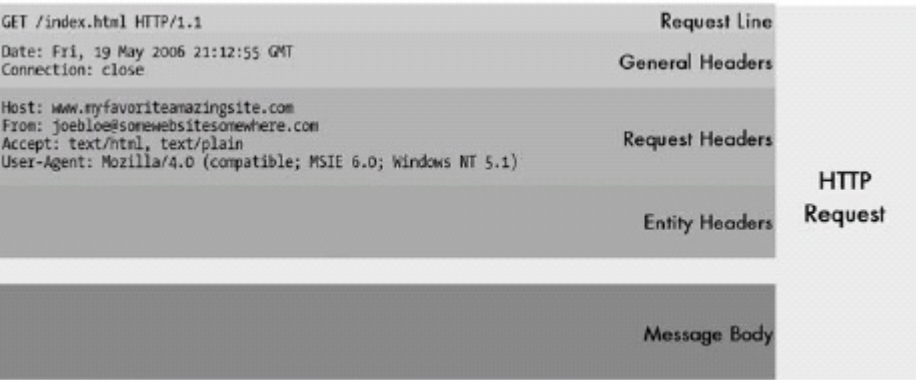 GET /index.html HTTP/1.1
Request Line
Date: Fri, 19 May 2006 21:12:55 GMT
Connection: close
General Headers
Host: www.myfavoriteamazingsite.com
From: joebloe@somewebsitesomewhere.com
Accept: text/html, text/plain
User-Agent: Mozilla/4.0 (compatible; MSIE 6.0; Windows NT 5.1)
Request Headers
Entity Headers
Message Body
HTTP
Request